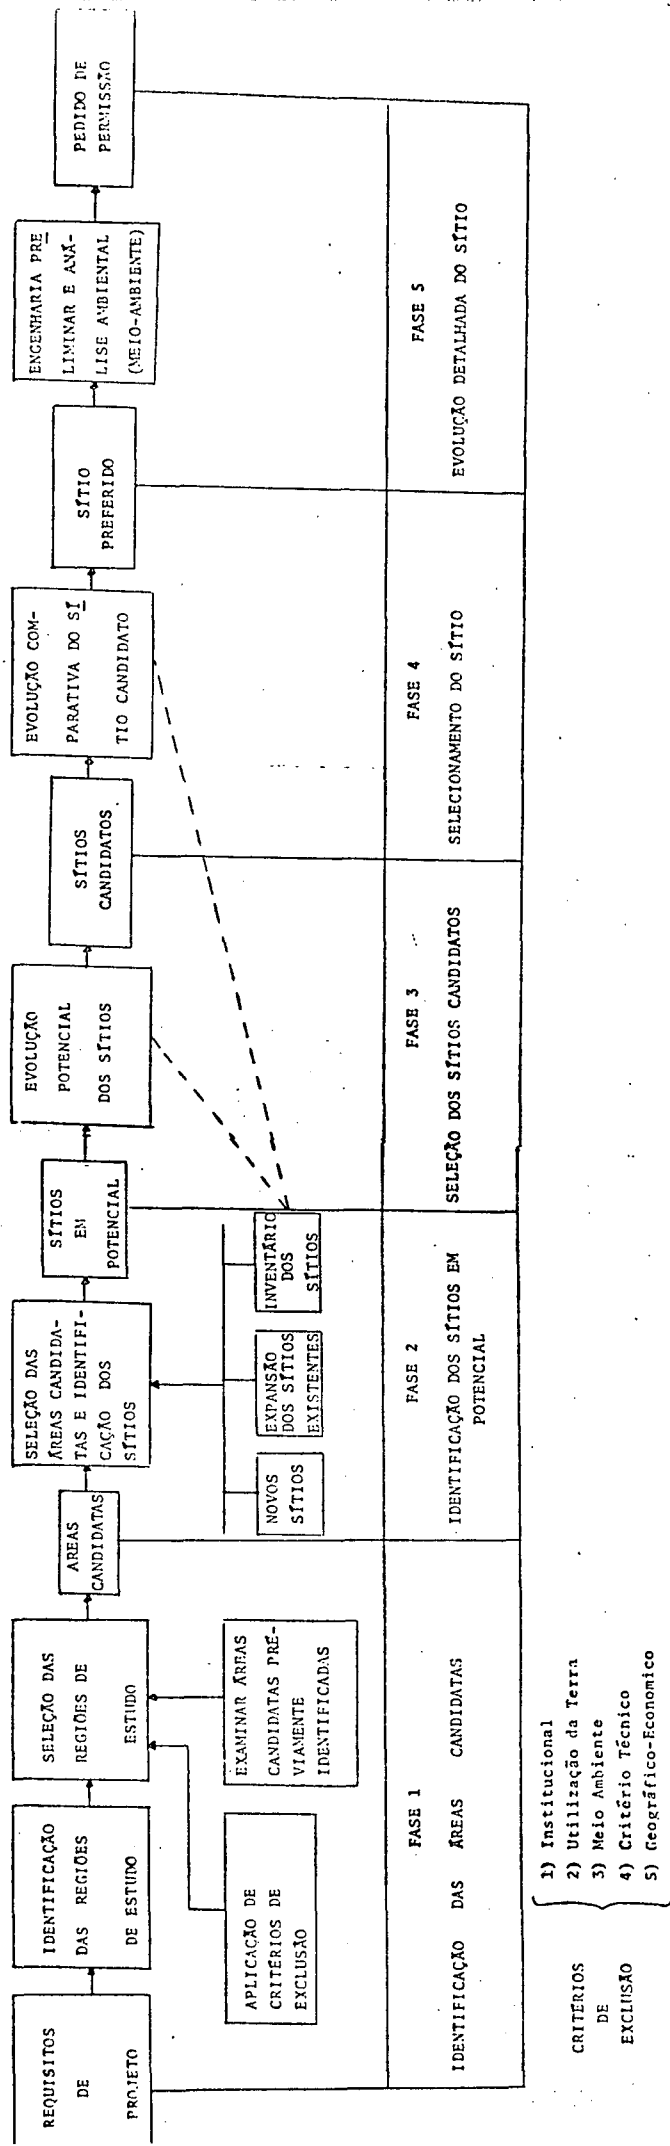 REQUISITOS
DE
PROJETO
IDENTIFICAÇÃO
DAS REGIÕES
DE ESTUDO
SELEÇÃO DAS
REGIÕES DE
ESTUDO
AREAS
CANDIDATAS
SELEÇÃO DAS
ÁREAS CANDIDA-
TAS E IDENTIFI-
CAÇÃO DOS
SÍTIOS
SÍTIOS
EM
POTENCIAL
EVOLUÇÃO
POTENCIAL
DOS SÍTIOS
SÍTIOS
CANDIDATOS
EVOLUÇÃO COM-
PARATIVA DO SÍ
TIO CANDIDATO
SÍTIO
PREFERIDO
ENGENHARIA PRE
LIMINAR E ANÁ-
LISE AMBIENTAL
(MEIO-AMBIENTE)
PEDIDO DE
PERMISSÃO
APLICAÇÃO DE
CRITÉRIOS DE
EXCLUSÃO
EXAMINAR ÁREAS
CANDIDATAS PRÉ-
VIAMENTE
IDENTIFICADAS
NOVOS
SÍTIOS
EXPANSÃO
DOS SÍTIOS
EXISTENTES
INVENTÁRIO
DOS
SÍTIOS
FASE 1
IDENTIFICAÇÃO DAS ÁREAS CANDIDATAS
FASE 2
IDENTIFICAÇÃO DOS SÍTIOS EM
POTENCIAL
FASE 3
SELEÇÃO DOS SÍTIOS CANDIDATOS
FASE 4
SELECIONAMENTO DO SÍTIO
FASE 5
EVOLUÇÃO DETALHADA DO SÍTIO
CRITÉRIOS
DE
EXCLUSÃO
1) Institucional
2) Utilização da Terra
3) Meio Ambiente
4) Critério Técnico
5) Geográfico-Economico